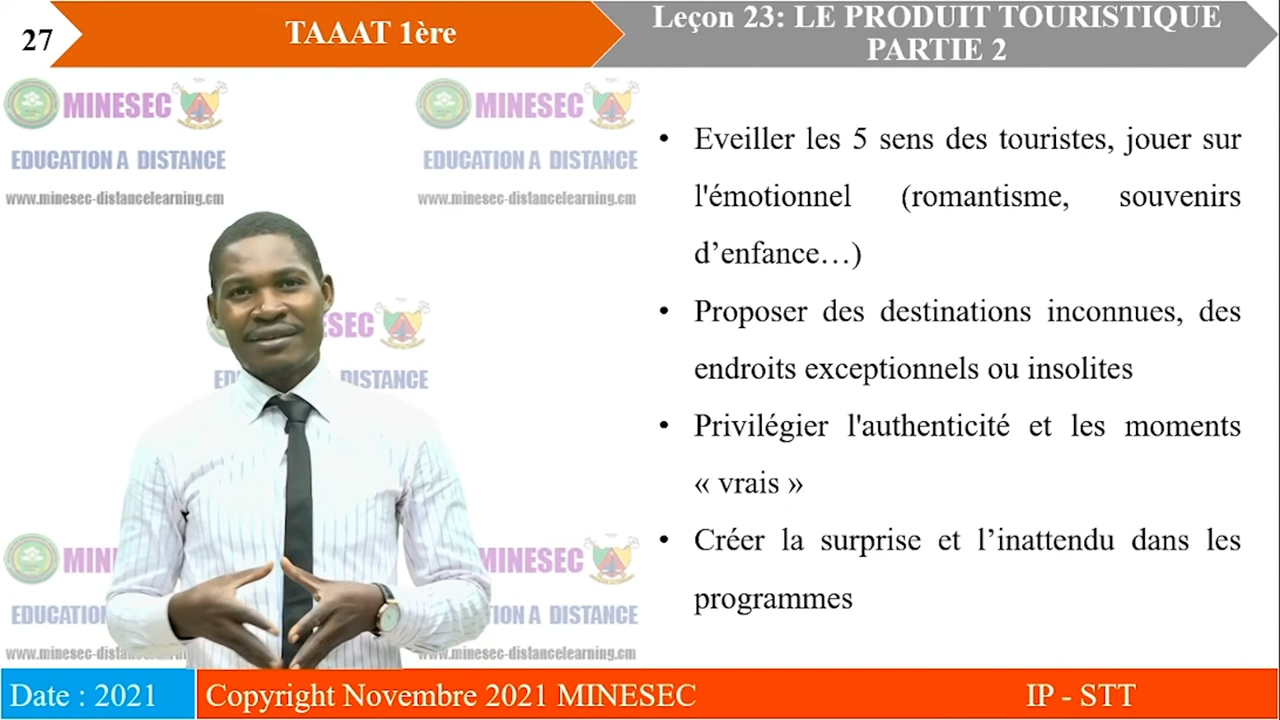 27
TAAAT 1ère
Leçon 23: LE PRODUIT TOURISTIQUE
PARTIE 2
MINESEC
EDUCATION A DISTANCE
www.minesec-distancelearning.cm
MINESEC
EDUCATION A DISTANCE
www.minesec-distancelearning.cm
• Eveiller les 5 sens des touristes, jouer sur
l'émotionnel (romantisme, souvenirs
d’enfance…)
• Proposer des destinations inconnues, des
endroits exceptionnels ou insolites
• Privilégier l'authenticité et les moments
« vrais »
• Créer la surprise et l’inattendu dans les
programmes
Date : 2021
Copyright Novembre 2021 MINESEC
IP - STT